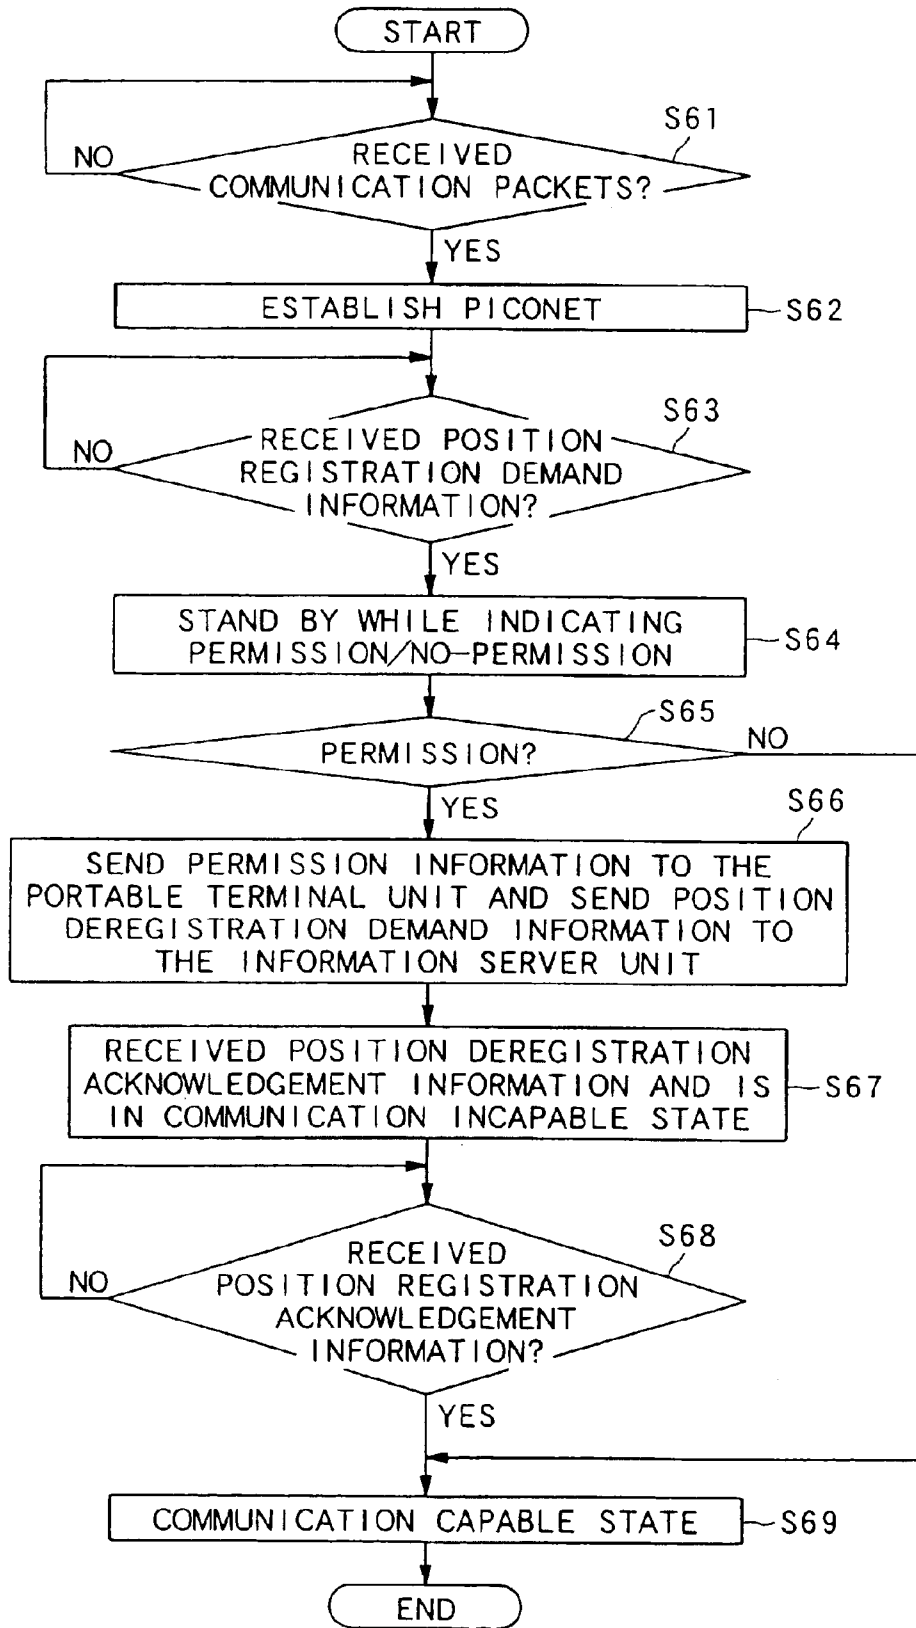 START
S61
NO
RECEIVED
COMMUNICATION PACKETS?
YES
ESTABLISH PICONET
S62
S63
NO
RECEIVED POSITION
REGISTRATION DEMAND
INFORMATION?
YES
STAND BY WHILE INDICATING
PERMISSION/NO-PERMISSION
S64
S65
PERMISSION?
NO
YES
S66
SEND PERMISSION INFORMATION TO THE
PORTABLE TERMINAL UNIT AND SEND POSITION
DEREGISTRATION DEMAND INFORMATION TO
THE INFORMATION SERVER UNIT
RECEIVED POSITION DEREGISTRATION
ACKNOWLEDGEMENT INFORMATION AND IS
IN COMMUNICATION INCAPABLE STATE
S67
S68
NO
RECEIVED
POSITION REGISTRATION
ACKNOWLEDGEMENT
INFORMATION?
YES
COMMUNICATION CAPABLE STATE
S69
END